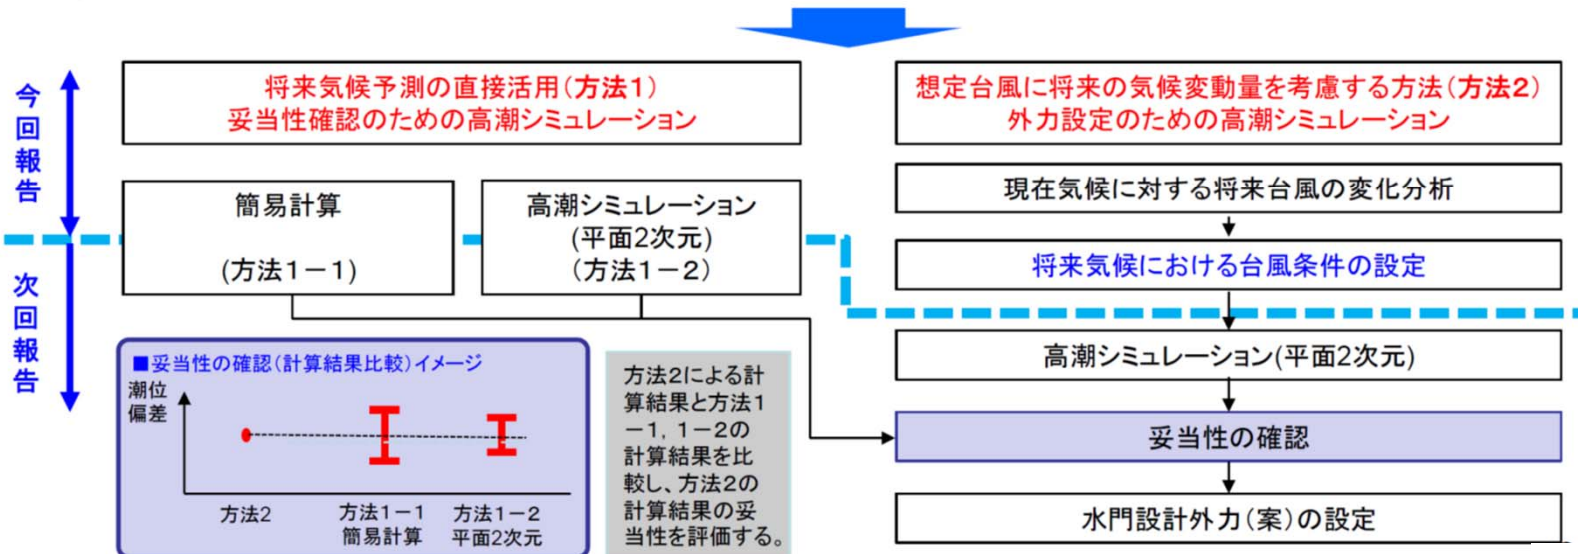 今回報告
次回報告
将来気候予測の直接活用(方法1)
妥当性確認のための高潮シミュレーション
簡易計算
(方法1-1)
高潮シミュレーション
(平面2次元)
(方法1-2)
想定台風に将来の気候変動量を考慮する方法(方法2)
外力設定のための高潮シミュレーション
現在気候に対する将来台風の変化分析
将来気候における台風条件の設定
高潮シミュレーション(平面2次元)
妥当性の確認
水門設計外力(案)の設定
■妥当性の確認(計算結果比較)イメージ
潮位
偏差
方法2
方法1-1
簡易計算
方法1-2
平面2次元
方法2による計
算結果と方法1
-1,1-2の
計算結果を比
較し、方法2の
計算結果の妥
当性を評価する。